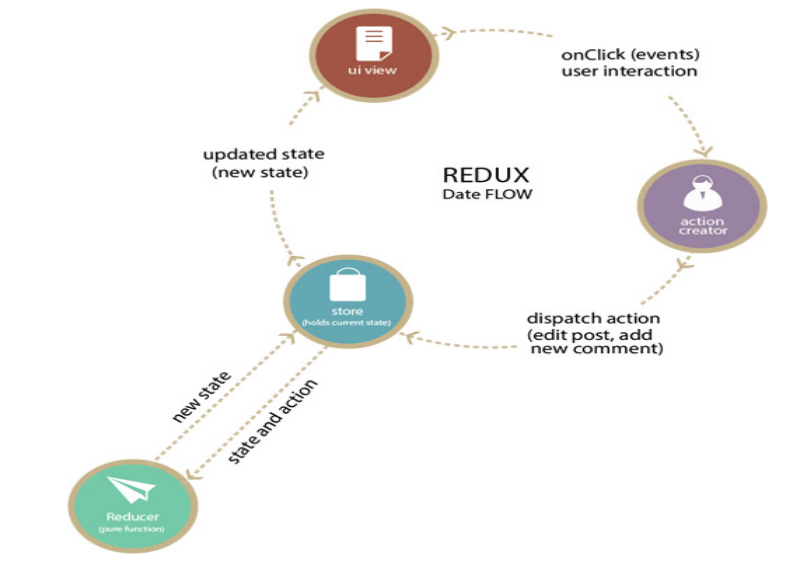 ui view
onClick (events)
user interaction
updated state
(new state)
REDUX
Date FLOW
action
creator
store
(holds current state)
dispatch action
(edit post, add
new comment)
new state
state and action
Reducer
(pure function)